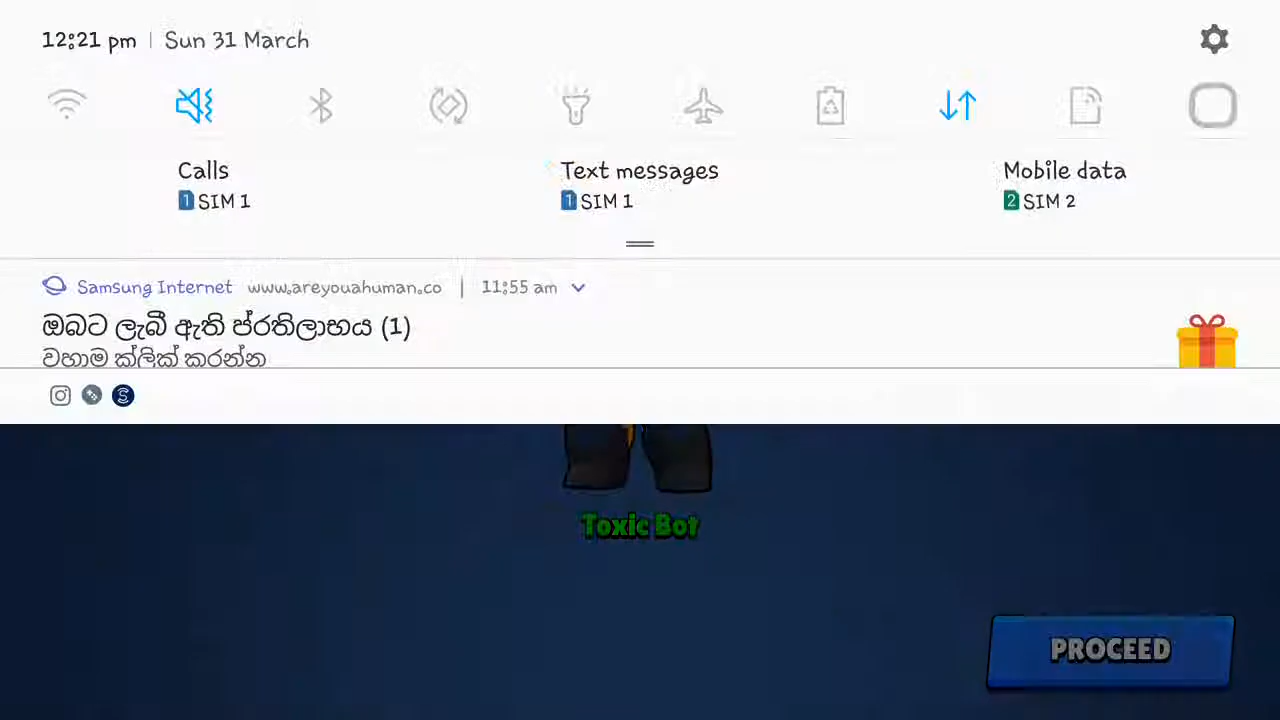 12:21 pm | Sun 31 March
Calls
1 SIM 1
Text messages
1 SIM 1
Mobile data
2 SIM 2
Samsung Internet www.areyouahuman.co | 11:55 am
ඔබට ලැබී ඇති ප්රතිලාභය (1)
වහාම ක්ලික් කරන්න
Toxic Bot
PROCEED